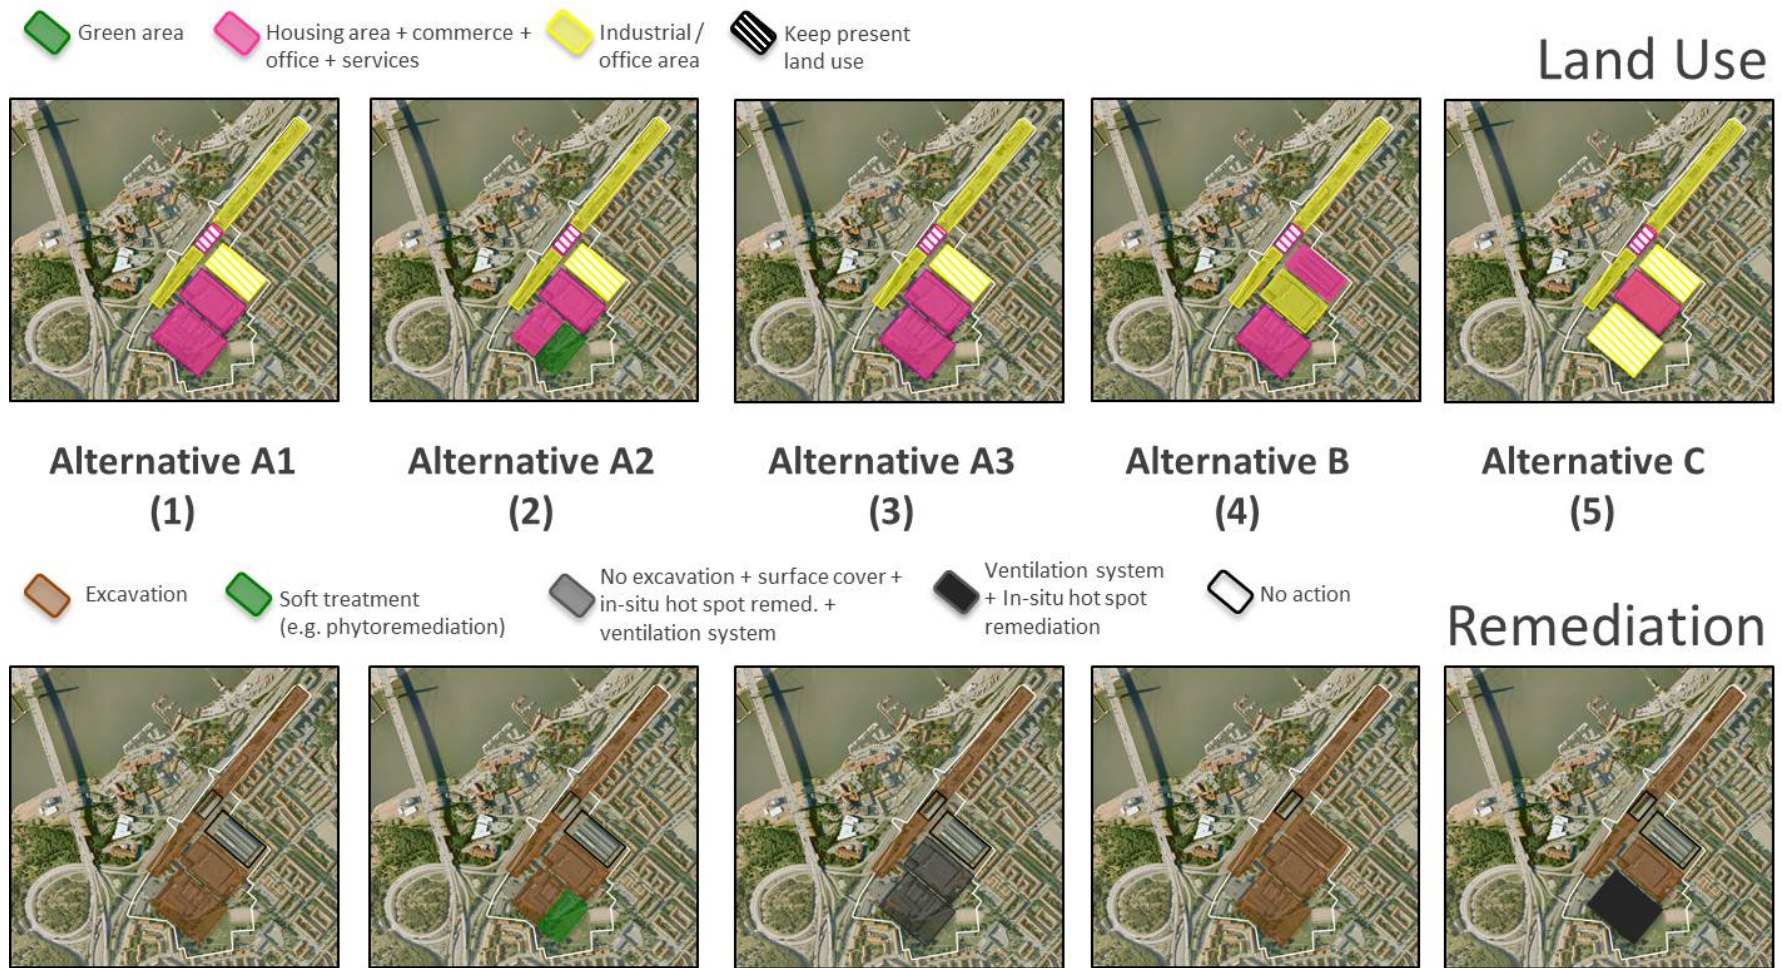 Green area
Housing area + commerce +
office + services
Industrial /
office area
Keep present
land use
Land Use
Alternative A1
(1)
Alternative A2
(2)
Alternative A3
(3)
Alternative B
(4)
Alternative C
(5)
Excavation
Soft treatment
(e.g. phytoremediation)
No excavation + surface cover +
in-situ hot spot remed. +
ventilation system
Ventilation system
+ In-situ hot spot
remediation
No action
Remediation